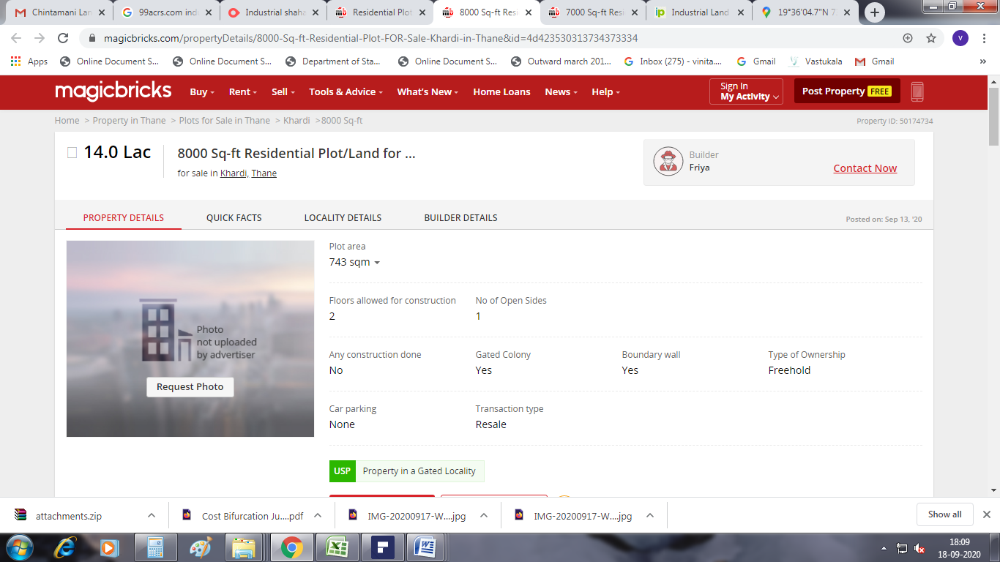 Chintamani Lan
99acrs.com ind
Industrial shaha
Residential Plot
8000 Sq-ft Resi
7000 Sq-ft Resi
Industrial Land
19°36'04.7"N 7
magicbricks.com/propertyDetails/8000-Sq-ft-Residential-Plot-FOR-Sale-Khardi-in-Thane&id=4d423530313734373334
V
Apps
Online Document S...
Online Document S...
Department of Sta...
Online Document S...
Outward march 201...
Inbox (275) - vinita....
Gmail
Vastukala
Gmail
»
magicbricks
Buy
Rent
Sell
Tools & Advice
What's New
Home Loans
News
Help
Sign In
My Activity
Post Property FREE
Home > Property in Thane > Plots for Sale in Thane > Khardi >8000 Sq-ft
Property ID: 50174734
14.0 Lac
8000 Sq-ft Residential Plot/Land for ...
for sale in Khardi, Thane
Builder
Friya
Contact Now
PROPERTY DETAILS
QUICK FACTS
LOCALITY DETAILS
BUILDER DETAILS
Posted on: Sep 13, '20
Photo
not uploaded
by advertiser
Request Photo
Plot area
743 sqm
Floors allowed for construction
2
No of Open Sides
1
Any construction done
No
Gated Colony
Yes
Boundary wall
Yes
Type of Ownership
Freehold
Car parking
None
Transaction type
Resale
USP Property in a Gated Locality
attachments.zip
Cost Bifurcation Ju....pdf
IMG-20200917-W....jpg
IMG-20200917-W....jpg
Show all
18:09
18-09-2020